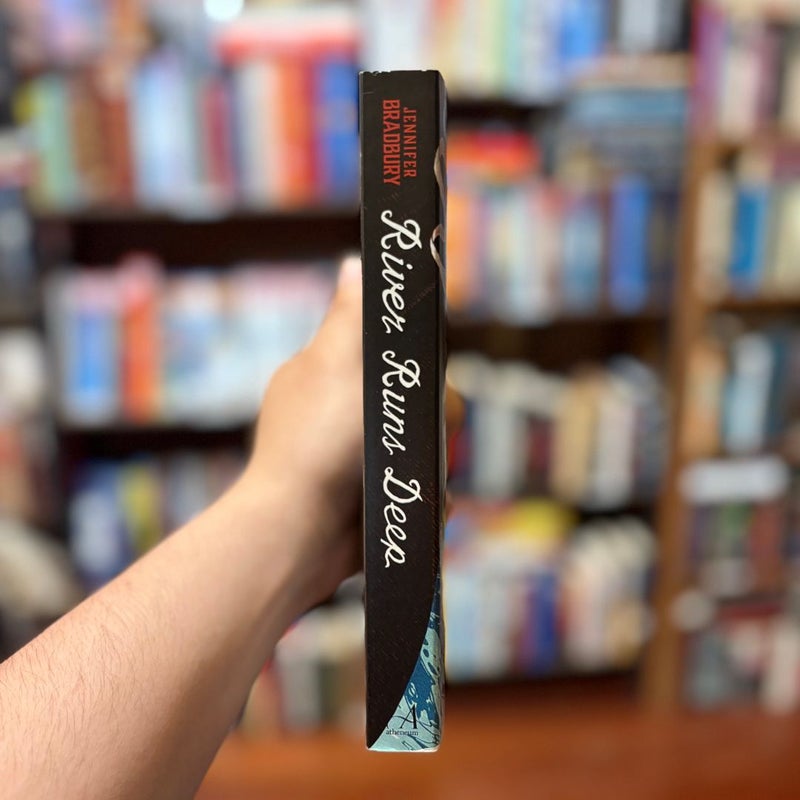 JENNIFER
BRADBURY
River Runs Deep
A
atheneum